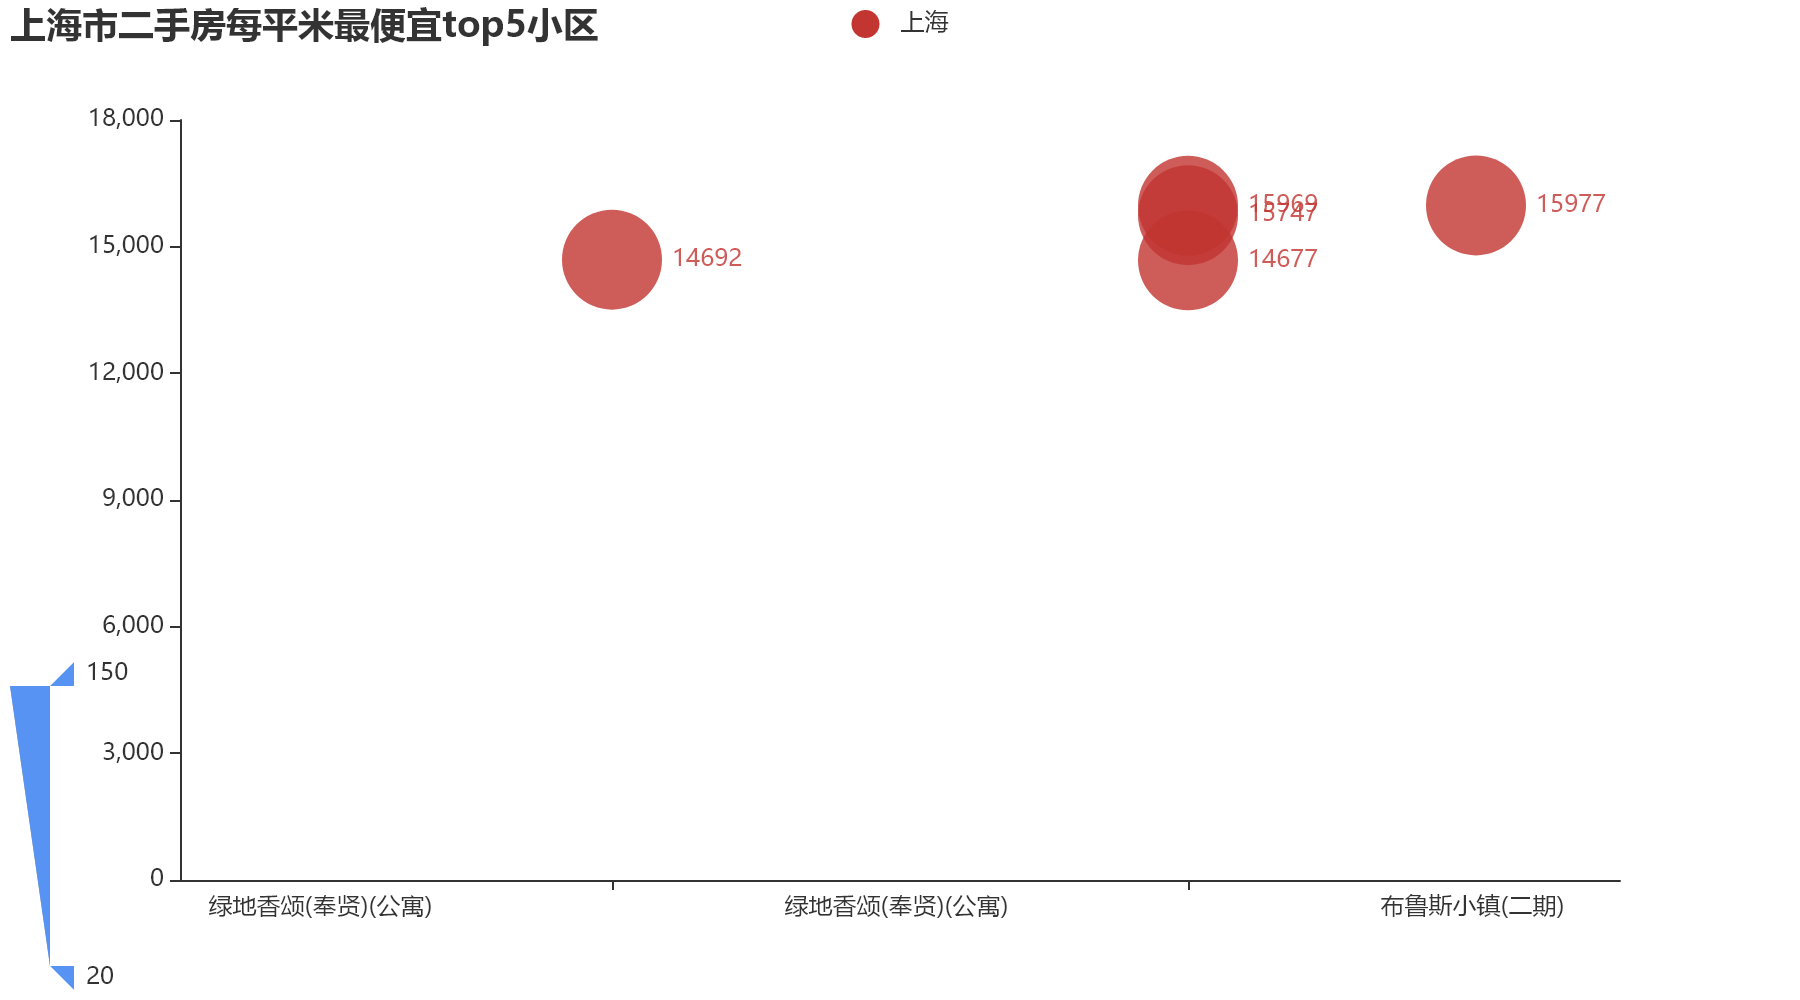 上海市二手房每平米最便宜top5小区
上海
18,000
15,000
12,000
9,000
6,000
3,000
0
15969
15747
15977
14692
14677
150
20
绿地香颂(奉贤)(公寓)
绿地香颂(奉贤)(公寓)
布鲁斯小镇(二期)